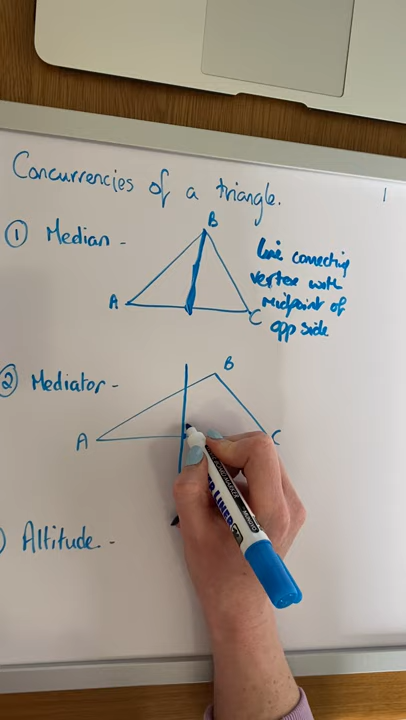 Concurrencies of a triangle.
1
① Median -
B
A
C
Line connecting
vertex with
midpoint of
opp side
② Mediator -
B
A
C
) Altitude -